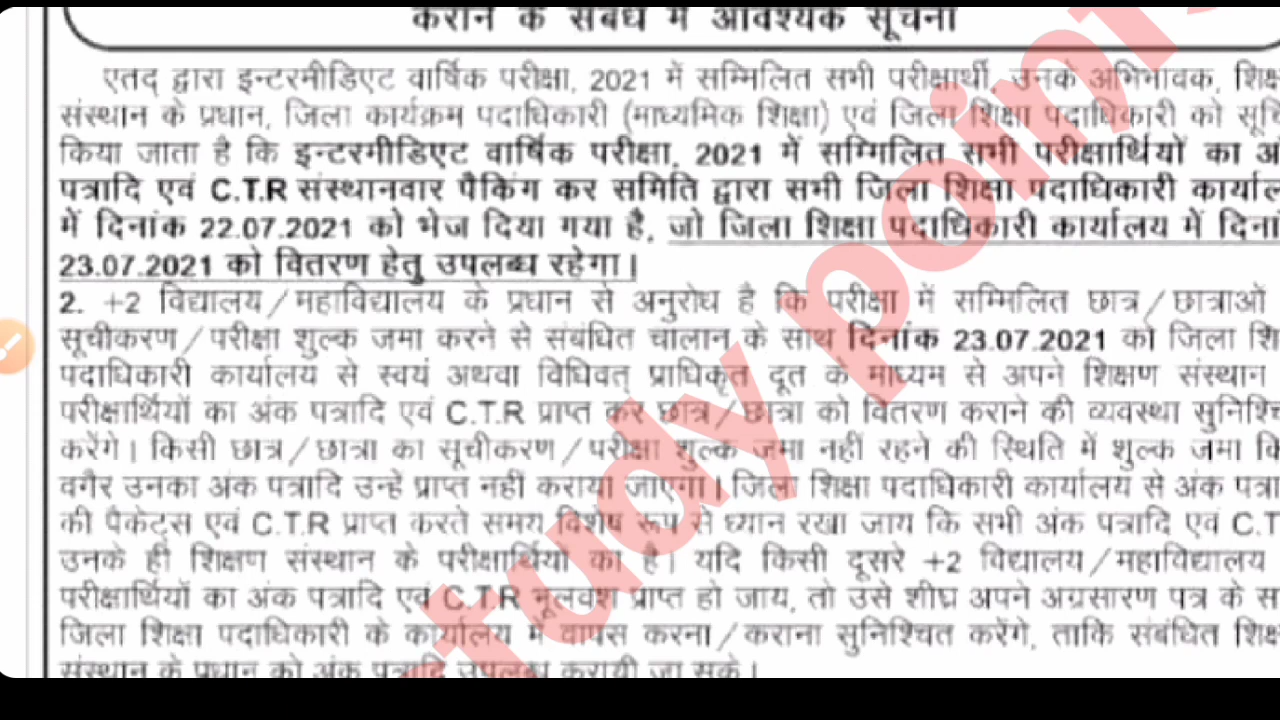 कराने के संबंध में आवश्यक सूचना
एतद् द्वारा इन्टरमीडिएट वार्षिक परीक्षा, 2021 में सम्मिलित सभी परीक्षार्थी, उनके अभिभावक, शिक्ष
संस्थान के प्रधान, जिला कार्यक्रम पदाधिकारी (माध्यमिक शिक्षा) एवं जिला शिक्षा पदाधिकारी को सूचि
किया जाता है कि इन्टरमीडिएट वार्षिक परीक्षा, 2021 में सम्मिलित सभी परीक्षार्थियों का अं
पत्रादि एवं C.T.R संस्थानवार पैकिंग कर समिति द्वारा सभी जिला शिक्षा पदाधिकारी कार्याल
में दिनांक 22.07.2021 को भेज दिया गया है, जो जिला शिक्षा पदाधिकारी कार्यालय में दिनां
23.07.2021 को वितरण हेतु उपलब्ध रहेगा।
2. +2 विद्यालय/महाविद्यालय के प्रधान से अनुरोध है कि परीक्षा में सम्मिलित छात्र/छात्राओं
सूचीकरण/परीक्षा शुल्क जमा करने से संबंधित चालान के साथ दिनांक 23.07.2021 को जिला शि
पदाधिकारी कार्यालय से स्वयं अथवा विधिवत् प्राधिकृत दूत के माध्यम से अपने शिक्षण संस्थान
परीक्षार्थियों का अंक पत्रादि एवं C.T.R प्राप्त कर छात्र/छात्रा को वितरण कराने की व्यवस्था सुनिश्चि
करेंगे। किसी छात्र/छात्रा का सूचीकरण/परीक्षा शुल्क जमा नहीं रहने की स्थिति में शुल्क जमा कि
वगैर उनका अंक पत्रादि उन्हें प्राप्त नहीं कराया जाएगा। जिला शिक्षा पदाधिकारी कार्यालय से अंक पत्रा
की पैकेट्स एवं C.T.R प्राप्त करते समय विशेष रूप से ध्यान रखा जाय कि सभी अंक पत्रादि एवं C.T
उनके ही शिक्षण संस्थान के परीक्षार्थियों का है। यदि किसी दूसरे +2 विद्यालय/महाविद्यालय
परीक्षार्थियों का अंक पत्रादि एवं C.T.R भूलवश प्राप्त हो जाय, तो उसे शीघ्र अपने अग्रसारण पत्र के सा
जिला शिक्षा पदाधिकारी के कार्यालय में वापस करना/कराना सुनिश्चित करेंगे, ताकि संबंधित शिक्ष
संस्थान के प्रधान को अंक पत्रादि उपलब्ध करायी जा सके।
study point